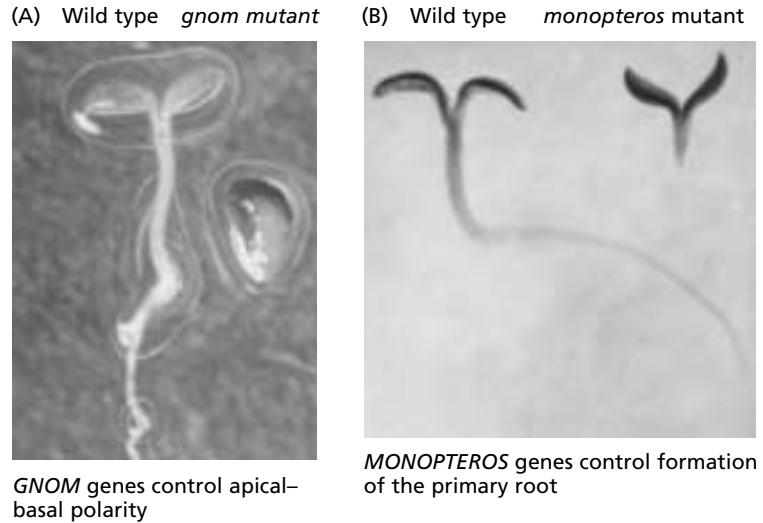 (A) Wild type gnom mutant
(B) Wild type monopteros mutant
GNOM genes control apical–
basal polarity
MONOPTEROS genes control formation
of the primary root